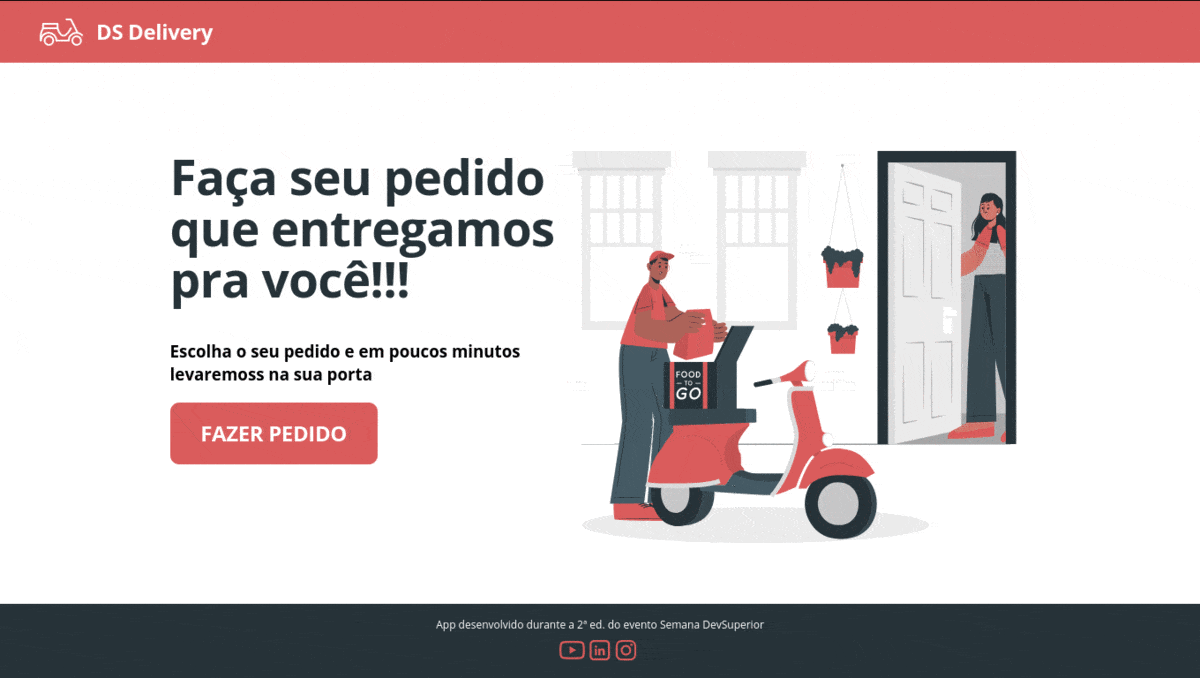 DS Delivery
Faça seu pedido
que entregamos
pra você!!!
Escolha o seu pedido e em poucos minutos
levaremoss na sua porta
FAZER PEDIDO
FOOD
TO
GO
App desenvolvido durante a 2ª ed. do evento Semana DevSuperior
in